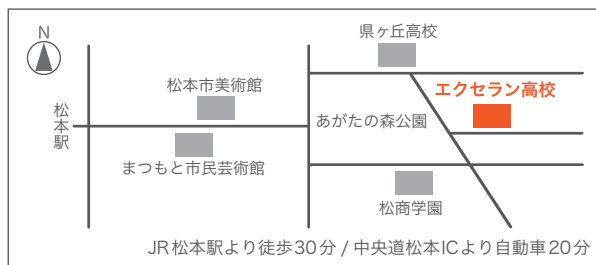 N
県ヶ丘高校
松本市美術館
エクセラン高校
松本駅
あがたの森公園
まつもと市民芸術館
松商学園
JR松本駅より徒歩30分 / 中央道松本ICより自動車20分